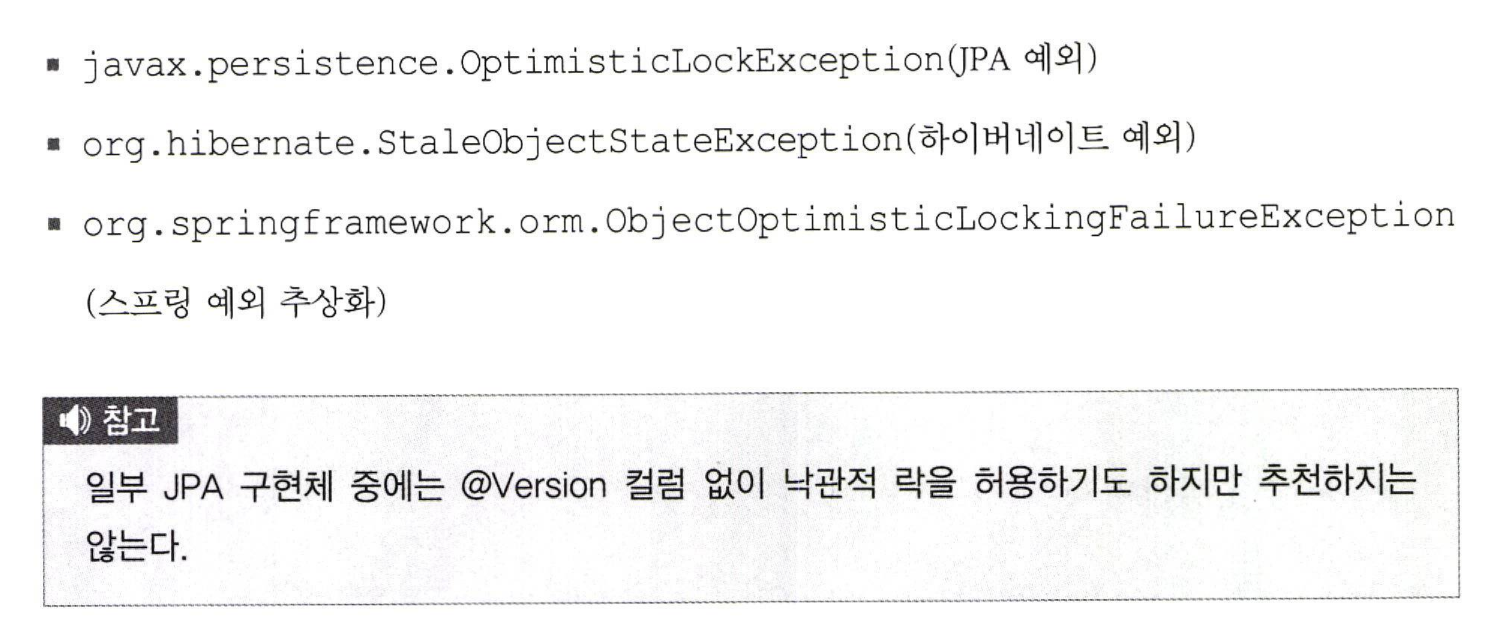 ▪ javax.persistence.OptimisticLockException(JPA 예외)
▪ org.hibernate.StaleObjectStateException(하이버네이트 예외)
▪ org.springframework.orm.ObjectOptimisticLockingFailureException
(스프링 예외 추상화)
참고
일부 JPA 구현체 중에는 @Version 컬럼 없이 낙관적 락을 허용하기도 하지만 추천하지는
않는다.